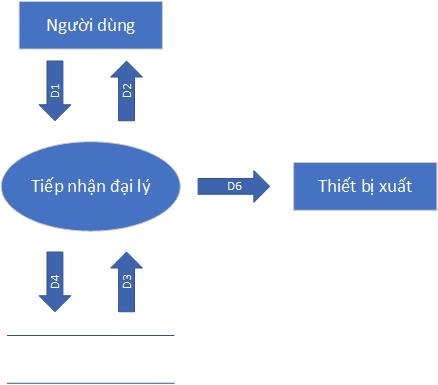 Người dùng
D1
D2
Tiếp nhận đại lý
D6
Thiết bị xuất
D4
D3